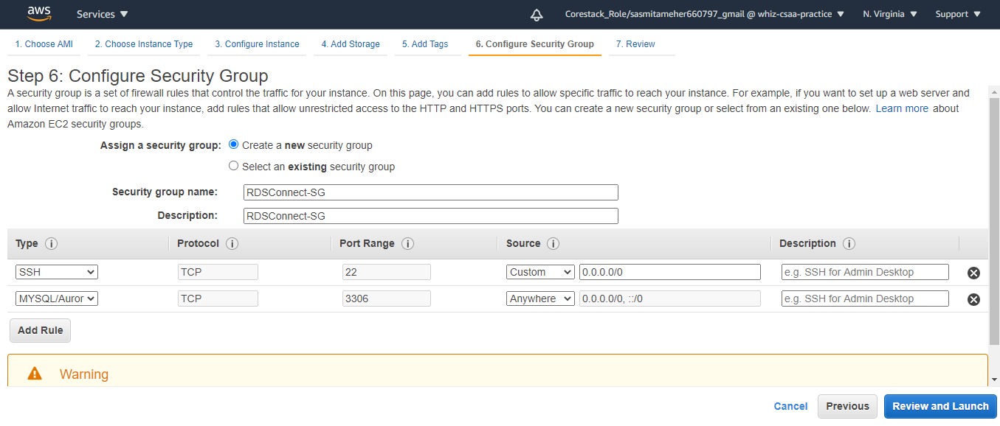 aws Services Corestack_Role/sasmitameher660797_gmail @ whiz-csaa-practice N. Virginia Support
1. Choose AMI 2. Choose Instance Type 3. Configure Instance 4. Add Storage 5. Add Tags 6. Configure Security Group 7. Review
Step 6: Configure Security Group
A security group is a set of firewall rules that control the traffic for your instance. On this page, you can add rules to allow specific traffic to reach your instance. For example, if you want to set up a web server and
allow Internet traffic to reach your instance, add rules that allow unrestricted access to the HTTP and HTTPS ports. You can create a new security group or select from an existing one below. Learn more about
Amazon EC2 security groups.
Assign a security group: Create a new security group
Select an existing security group
Security group name: RDSConnect-SG
Description: RDSConnect-SG
Type i Protocol i Port Range i Source i Description i
SSH TCP 22 Custom 0.0.0.0/0 e.g. SSH for Admin Desktop
MYSQL/Auror TCP 3306 Anywhere 0.0.0.0/0, ::/0 e.g. SSH for Admin Desktop
Add Rule
Warning
Cancel Previous Review and Launch